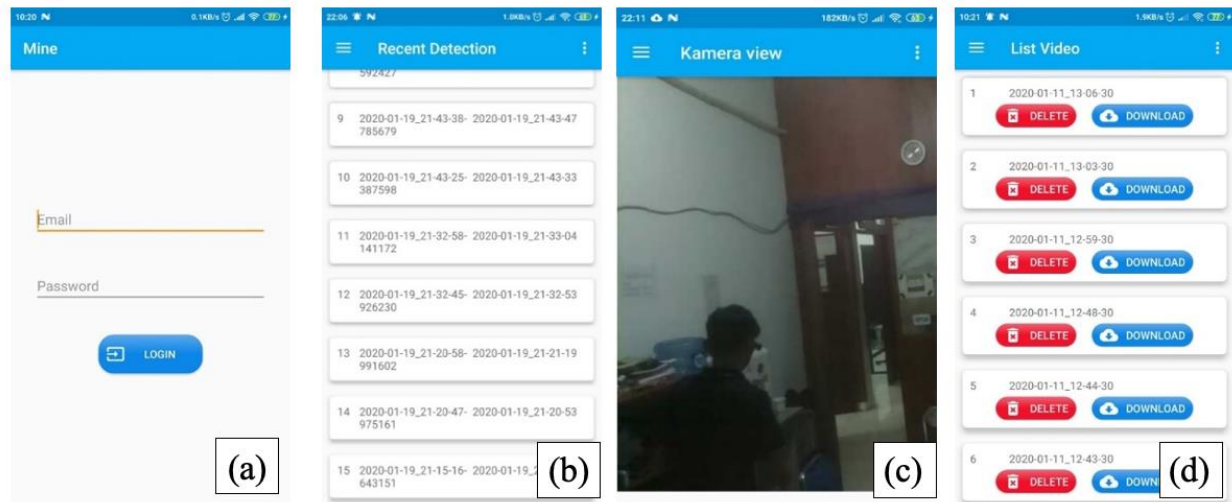 10:20 N 0.1KB/s 77
Mine
Email
Password
LOGIN
(a)
22:06 N 1.0KB/s 63
Recent Detection
592427
9 2020-01-19_21-43-38- 2020-01-19_21-43-47
785679
10 2020-01-19_21-43-25- 2020-01-19_21-43-33
387598
11 2020-01-19_21-32-58- 2020-01-19_21-33-04
141172
12 2020-01-19_21-32-45- 2020-01-19_21-32-53
926230
13 2020-01-19_21-20-58- 2020-01-19_21-21-19
991602
14 2020-01-19_21-20-47- 2020-01-19_21-20-53
975161
15 2020-01-19_21-15-16- 2020-01-19_
643151
(b)
22:11 N 182KB/s
Kamera view
(c)
10:21 N 1.9KB/s 77
List Video
1 2020-01-11_13-06-30
DELETE DOWNLOAD
2 2020-01-11_13-03-30
DELETE DOWNLOAD
3 2020-01-11_12-59-30
DELETE DOWNLOAD
4 2020-01-11_12-48-30
DELETE DOWNLOAD
5 2020-01-11_12-44-30
DELETE DOWNLOAD
6 2020-01-11_12-43-30
DELETE DOWN
(d)